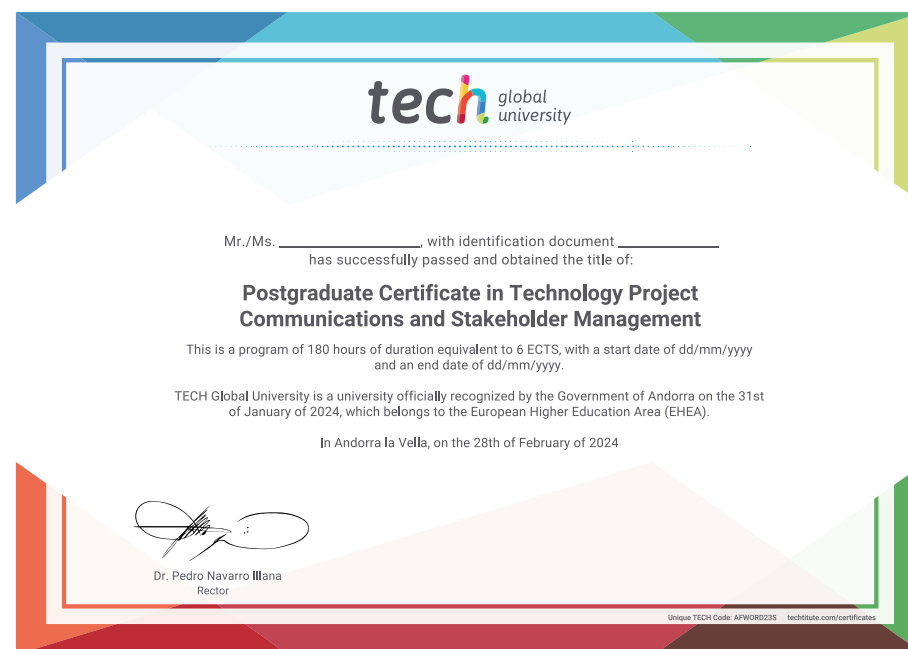 tech global university
Mr./Ms. ____________________, with identification document ______________
has successfully passed and obtained the title of:
Postgraduate Certificate in Technology Project
Communications and Stakeholder Management
This is a program of 180 hours of duration equivalent to 6 ECTS, with a start date of dd/mm/yyyy
and an end date of dd/mm/yyyy.
TECH Global University is a university officially recognized by the Government of Andorra on the 31st
of January of 2024, which belongs to the European Higher Education Area (EHEA).
In Andorra la Vella, on the 28th of February of 2024
Dr. Pedro Navarro Illana
Rector
Unique TECH Code: AFWORD23S techtitute.com/certificates